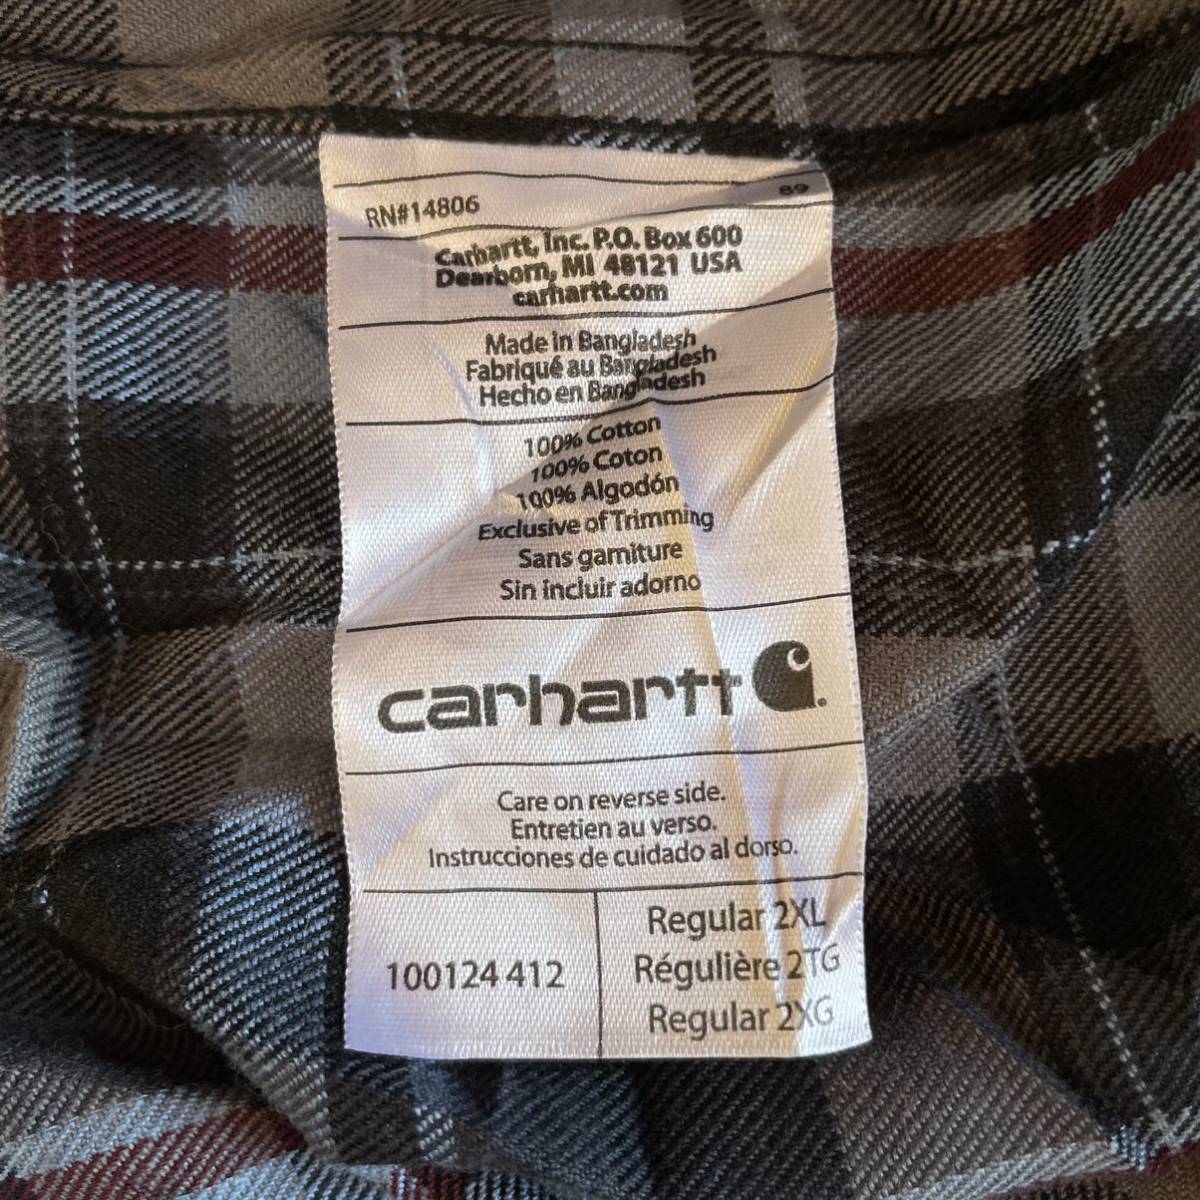 89
RN#14806
Carhartt, Inc. P.O. Box 600
Dearborn, MI 48121 USA
carhartt.com
Made in Bangladesh
Fabriqué au Bangladesh
Hecho en Bangladesh
100% Cotton
100% Coton
100% Algodón
Exclusive of Trimming
Sans garniture
Sin incluir adorno
carhartt
Care on reverse side.
Entretien au verso.
Instrucciones de cuidado al dorso.
100124 412
Regular 2XL
Régulière 2TG
Regular 2XG